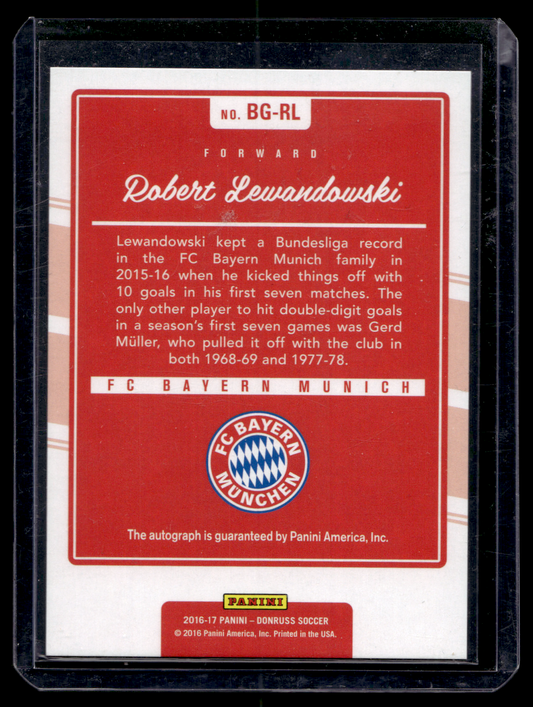 NO. BG-RL
FORWARD
Robert Lewandowski
Lewandowski kept a Bundesliga record
in the FC Bayern Munich family in
2015-16 when he kicked things off with
10 goals in his first seven matches. The
only other player to hit double-digit goals
in a season's first seven games was Gerd
Müller, who pulled it off with the club in
both 1968-69 and 1977-78.
FC BAYERN MUNICH
FC BAYERN
MÜNCHEN
The autograph is guaranteed by Panini America, Inc.
PANINI
2016-17 PANINI – DONRUSS SOCCER
© 2016 Panini America, Inc. Printed in the USA.